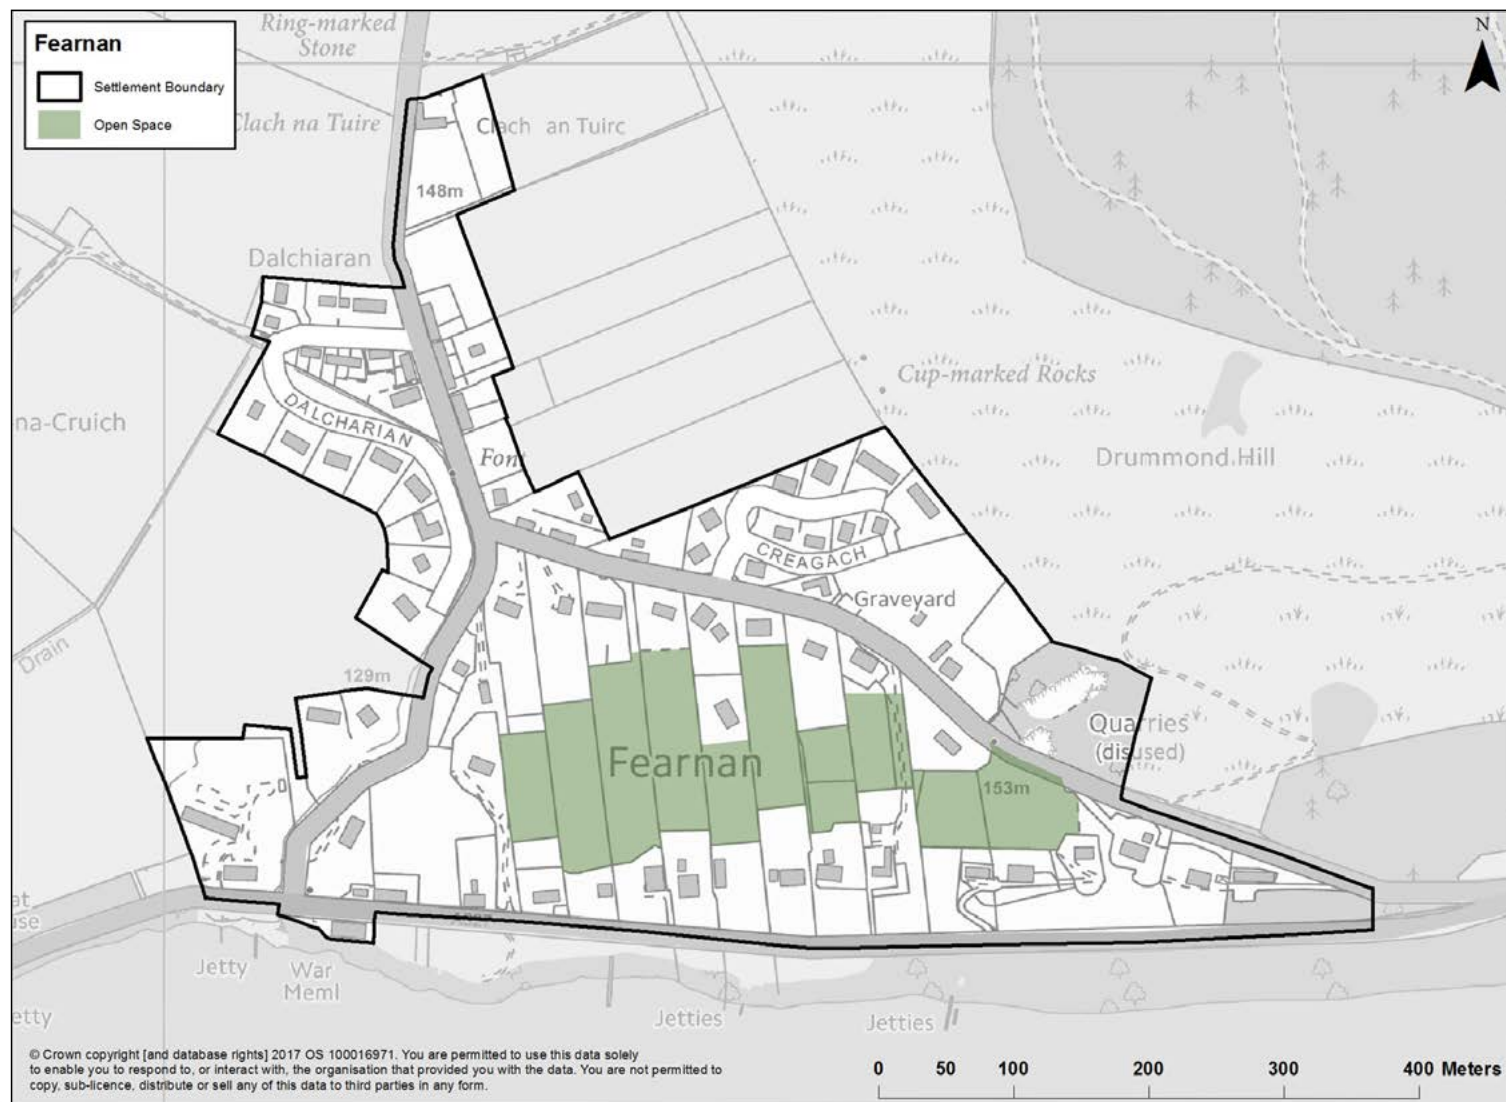 Fearnan
Settlement Boundary
Open Space
Ring-marked
Stone
N
Clach na Tuire
Clach an Tuirc
148m
Dalchiaran
Cup-marked Rocks
DALCHARIAN
na-Cruich
Font
Drummond Hill
CREAGACH
Graveyard
Drain
129m
Quarries
(disused)
Fearnan
153m
Jetty
War
Meml
etty
Jetties
Jetties
© Crown copyright [and database rights] 2017 OS 100016971. You are permitted to use this data solely
to enable you to respond to, or interact with, the organisation that provided you with the data. You are not permitted to
copy, sub-licence, distribute or sell any of this data to third parties in any form.
0 50 100 200 300 400 Meters